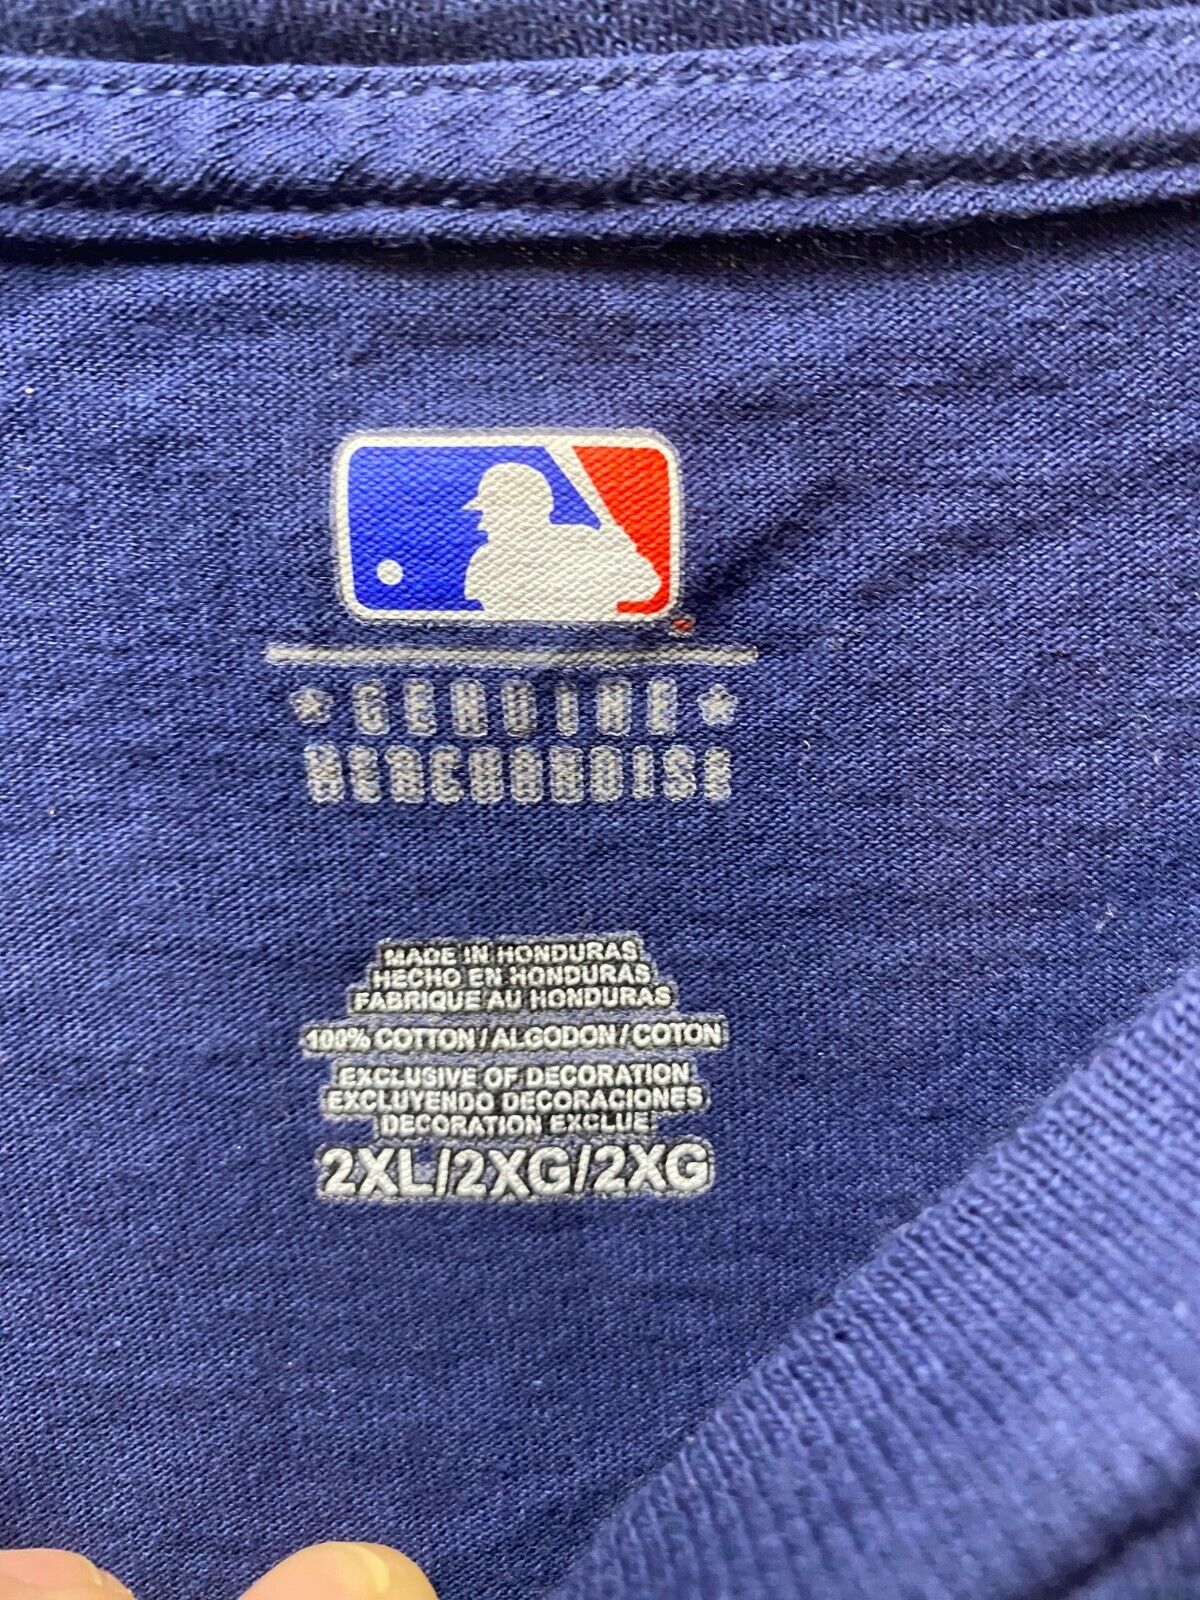 GENUINE
MERCHANDISE
MADE IN HONDURAS
HECHO EN HONDURAS
FABRIQUE AU HONDURAS
100% COTTON/ALGODON/COTON
EXCLUSIVE OF DECORATION
EXCLUYENDO DECORACIONES
DECORATION EXCLUE
2XL/2XG/2XG